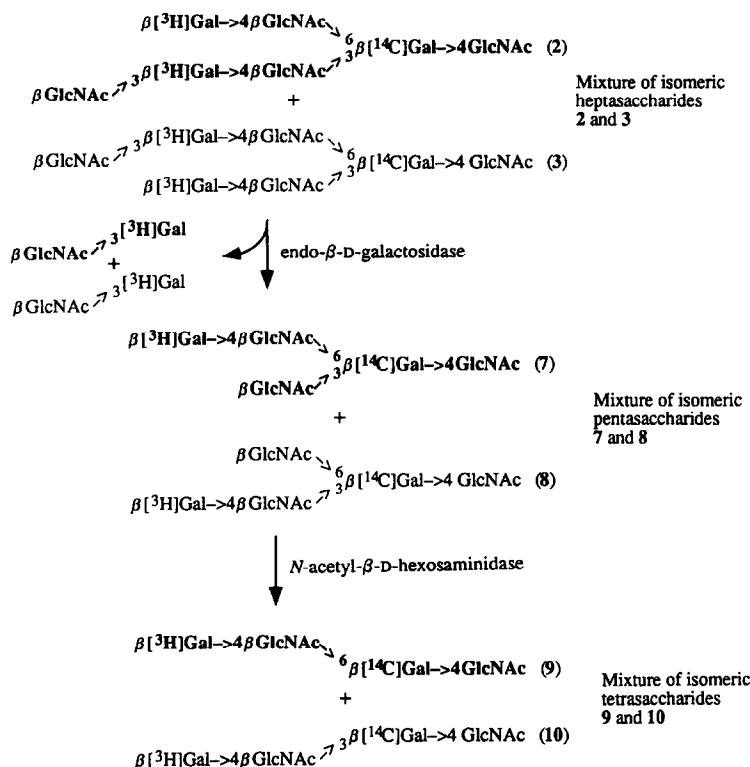 β[³H]Gal->4βGlcNAc
6
3 β[¹⁴C]Gal->4GlcNAc (2)
βGlcNAc 3 β[³H]Gal->4βGlcNAc
+
Mixture of isomeric
heptasaccharides
2 and 3
βGlcNAc 3 β[³H]Gal->4βGlcNAc
6
3 β[¹⁴C]Gal->4 GlcNAc (3)
β[³H]Gal->4βGlcNAc
βGlcNAc 3 [³H]Gal
+
βGlcNAc 3 [³H]Gal
endo-β-D-galactosidase
β[³H]Gal->4βGlcNAc
6
3 β[¹⁴C]Gal->4GlcNAc (7)
βGlcNAc
+
Mixture of isomeric
pentasaccharides
7 and 8
βGlcNAc
6
3 β[¹⁴C]Gal->4 GlcNAc (8)
β[³H]Gal->4βGlcNAc
N-acetyl-β-D-hexosaminidase
β[³H]Gal->4βGlcNAc
6 β[¹⁴C]Gal->4GlcNAc (9)
+
Mixture of isomeric
tetrasaccharides
9 and 10
3 β[¹⁴C]Gal->4 GlcNAc (10)
β[³H]Gal->4βGlcNAc